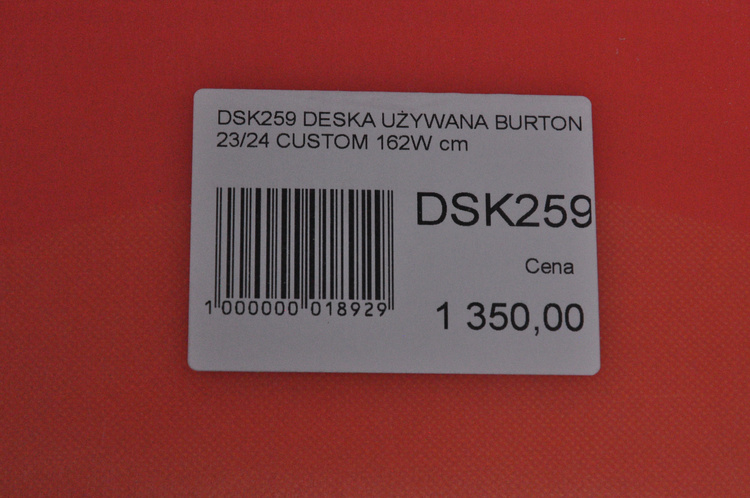 DSK259 DESKA UŻYWANA BURTON
23/24 CUSTOM 162W cm
DSK259
Cena
1 350,00
1 000000 018929